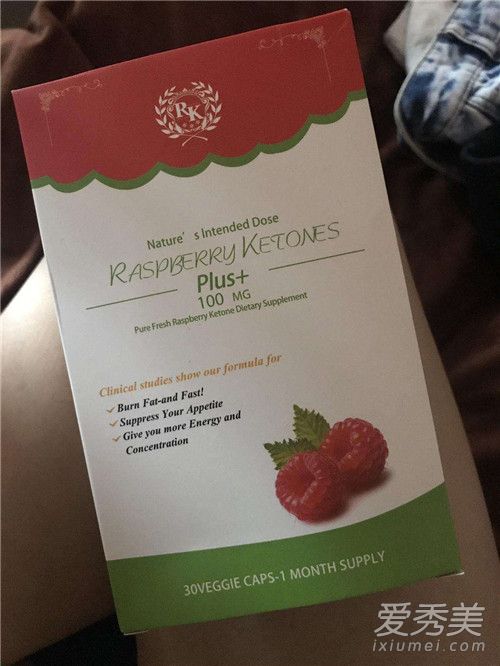 RK
Nature's Intended Dose
RASPBERRY KETONES
Plus+
100 MG
Pure Fresh Raspberry Ketone Dietary Supplement
Clinical studies show our formula for
Burn Fat-and Fast!
Suppress Your Appetite
Give you more Energy and
Concentration
30VEGGIE CAPS-1 MONTH SUPPLY
爱秀美
ixiumei.com